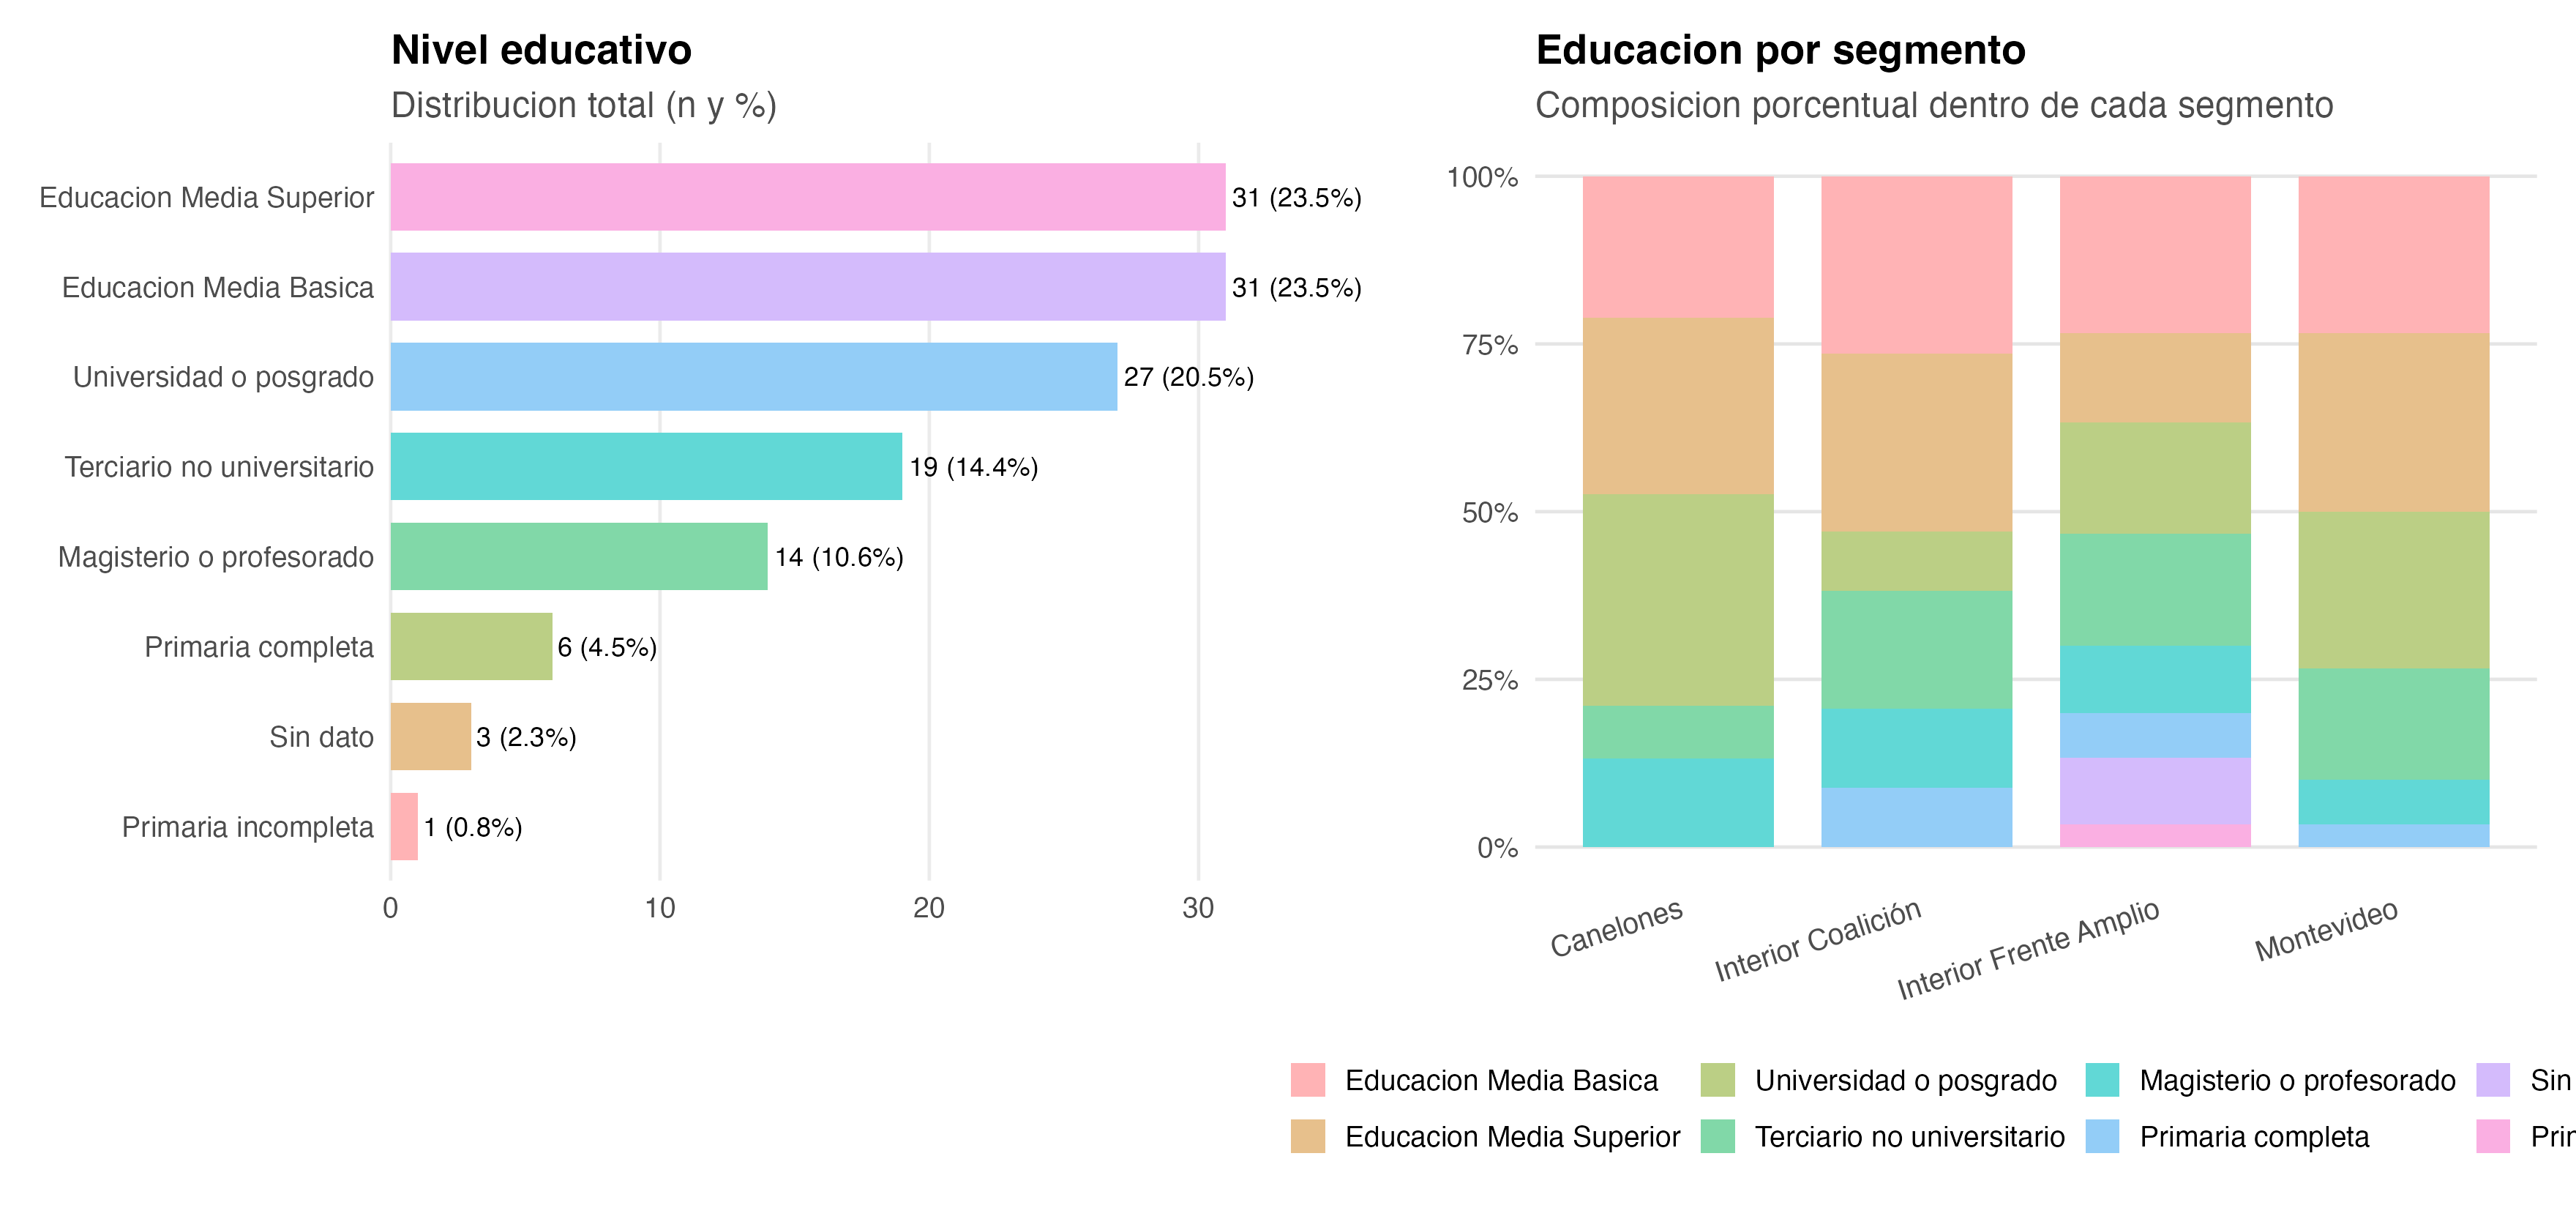 Nivel educativo
Distribucion total (n y %)
Educacion Media Superior
31 (23.5%)
Educacion Media Basica
31 (23.5%)
Universidad o posgrado
27 (20.5%)
Terciario no universitario
19 (14.4%)
Magisterio o profesorado
14 (10.6%)
Primaria completa
6 (4.5%)
Sin dato
3 (2.3%)
Primaria incompleta
1 (0.8%)
0
10
20
30
Educacion por segmento
Composicion porcentual dentro de cada segmento
100%
75%
50%
25%
0%
Canelones
Interior Coalición
Interior Frente Amplio
Montevideo
Educacion Media Basica
Universidad o posgrado
Magisterio o profesorado
Sin
Educacion Media Superior
Terciario no universitario
Primaria completa